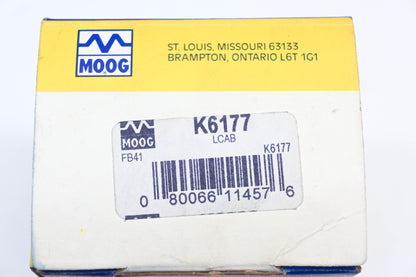 MOOG
ST. LOUIS, MISSOURI 63133
BRAMPTON, ONTARIO L6T 1G1
MOOG
K6177
LCAB
FB41
K6177
0 80066 11457 6